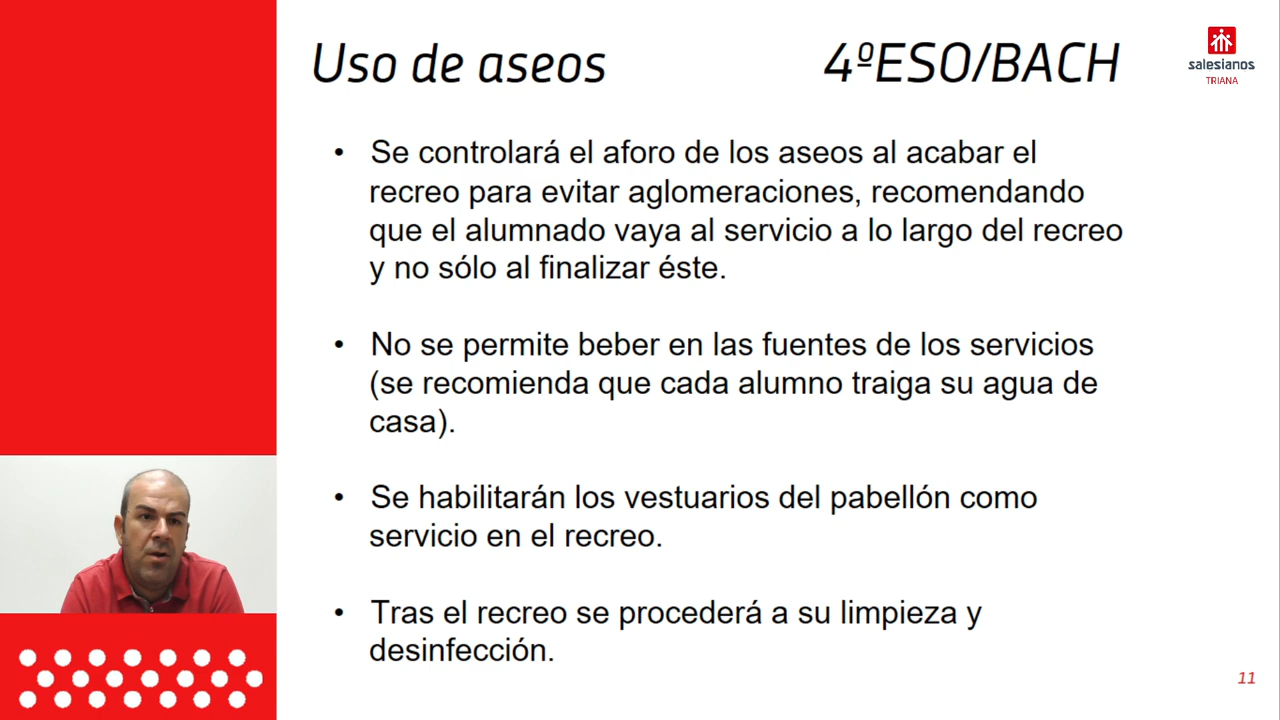 Uso de aseos 4ºESO/BACH
salesianos
TRIANA
• Se controlará el aforo de los aseos al acabar el
recreo para evitar aglomeraciones, recomendando
que el alumnado vaya al servicio a lo largo del recreo
y no sólo al finalizar éste.
• No se permite beber en las fuentes de los servicios
(se recomienda que cada alumno traiga su agua de
casa).
• Se habilitarán los vestuarios del pabellón como
servicio en el recreo.
• Tras el recreo se procederá a su limpieza y
desinfección.
11